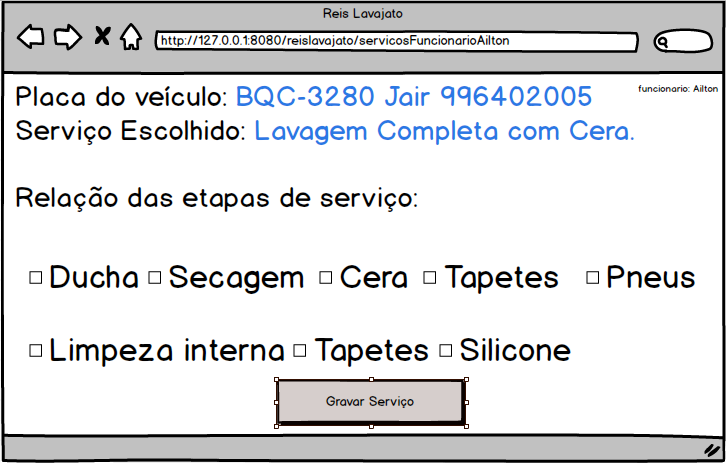 Reis Lavajato
http://127.0.0.1:8080/reislavajato/servicosFuncionarioAilton
funcionario: Ailton
Placa do veículo: BQC-3280 Jair 996402005
Serviço Escolhido: Lavagem Completa com Cera.
Relação das etapas de serviço:
Ducha Secagem Cera Tapetes Pneus
Limpeza interna Tapetes Silicone
Gravar Serviço